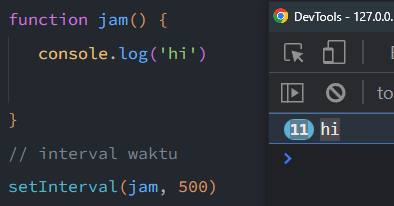 function jam() {
console.log('hi')
}
// interval waktu
setInterval(jam, 500)
DevTools - 127.0.0.
to
11 hi